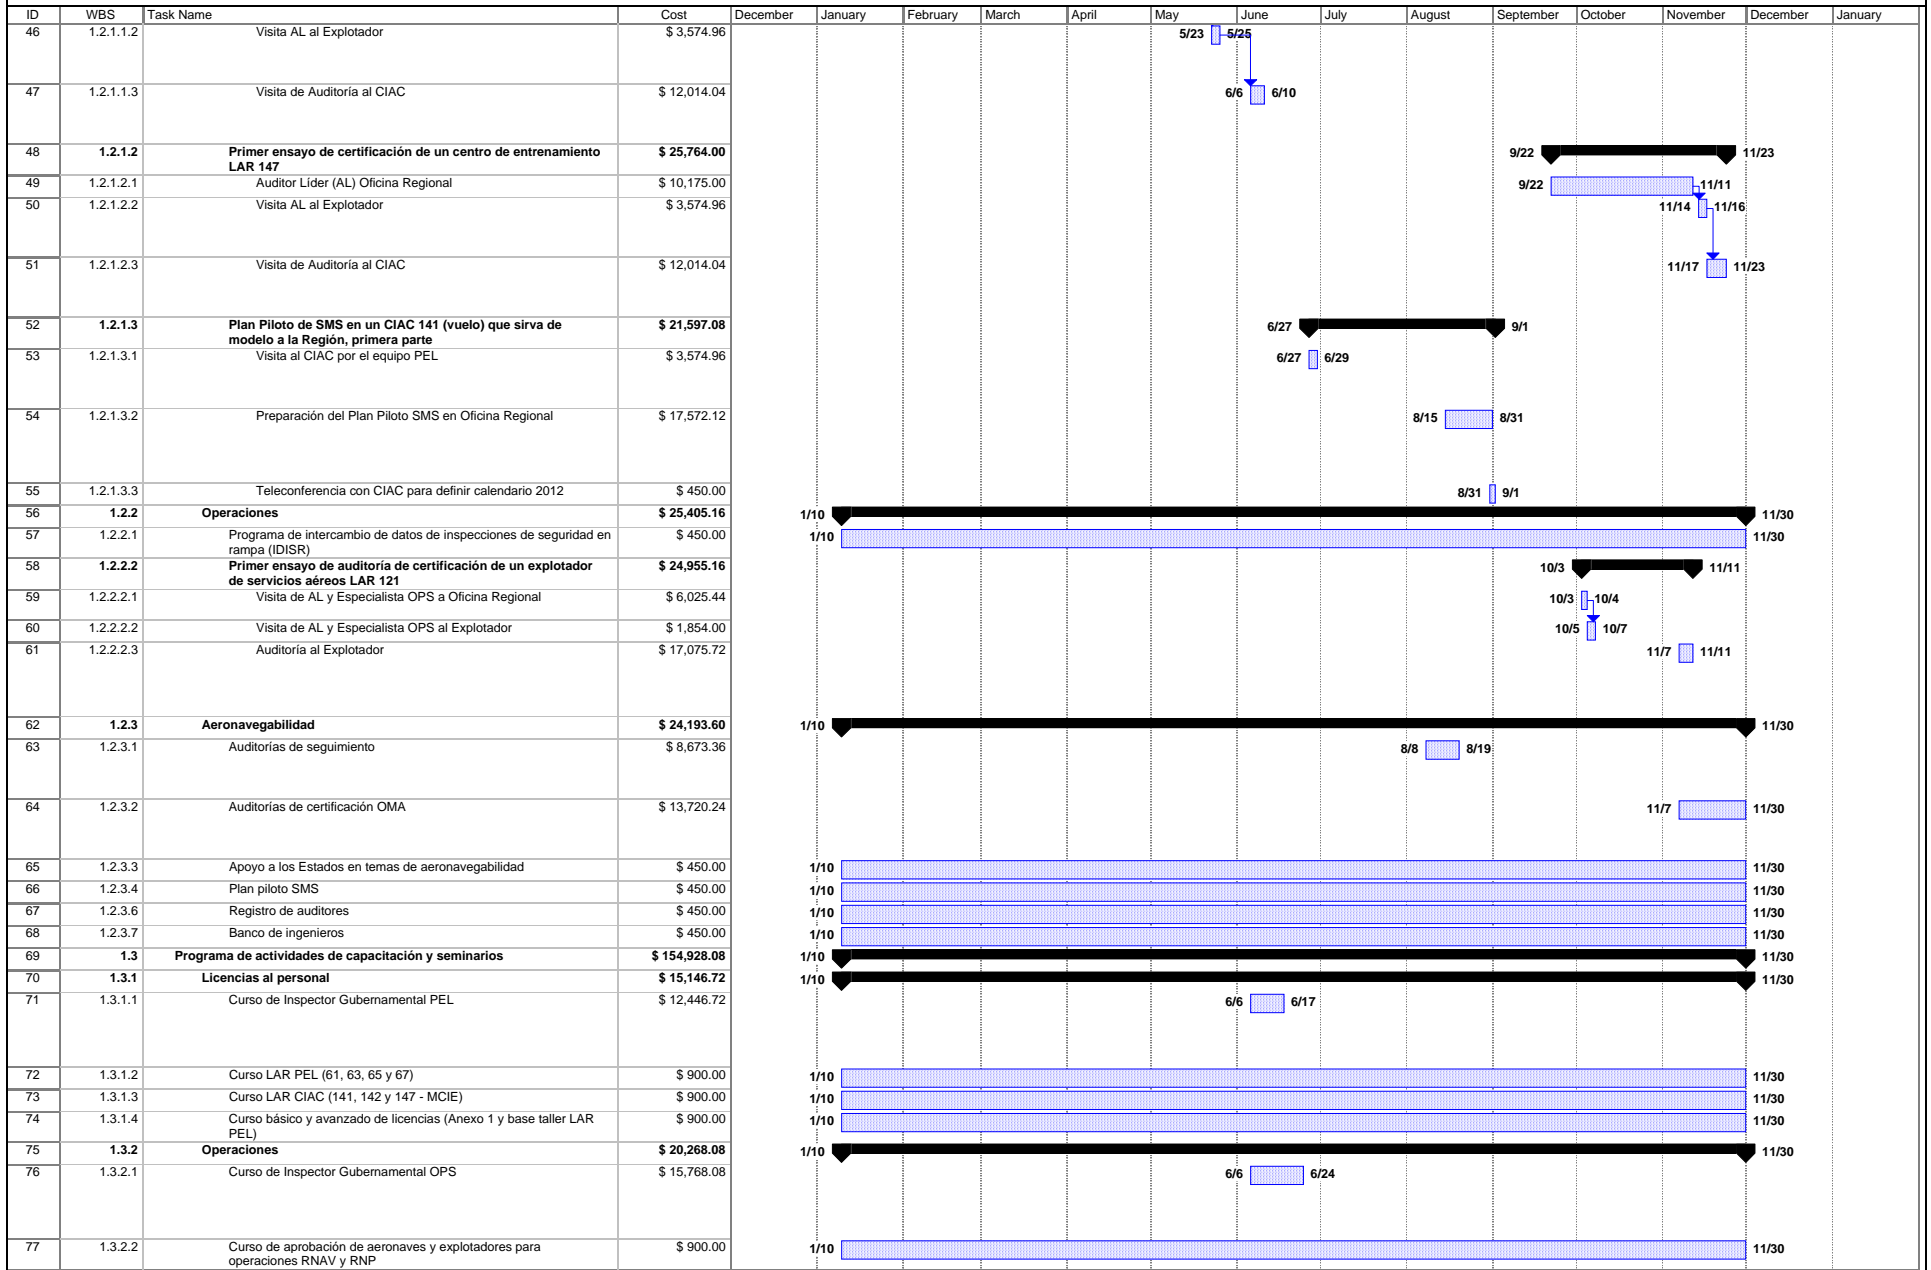 ID WBS Task Name Cost December January February March April May June July August September October November December January
46 1.2.1.1.2 Visita AL al Explotador $ 3,574.96 5/23 5/25
47 1.2.1.1.3 Visita de Auditoría al CIAC $ 12,014.04 6/6 6/10
48 1.2.1.2 Primer ensayo de certificación de un centro de entrenamiento $ 25,764.00 9/22 11/23
LAR 147
49 1.2.1.2.1 Auditor Líder (AL) Oficina Regional $ 10,175.00 9/22 11/11
50 1.2.1.2.2 Visita AL al Explotador $ 3,574.96 11/14 11/16
51 1.2.1.2.3 Visita de Auditoría al CIAC $ 12,014.04 11/17 11/23
52 1.2.1.3 Plan Piloto de SMS en un CIAC 141 (vuelo) que sirva de $ 21,597.08 6/27 9/1
modelo a la Región, primera parte
53 1.2.1.3.1 Visita al CIAC por el equipo PEL $ 3,574.96 6/27 6/29
54 1.2.1.3.2 Preparación del Plan Piloto SMS en Oficina Regional $ 17,572.12 8/15 8/31
55 1.2.1.3.3 Teleconferencia con CIAC para definir calendario 2012 $ 450.00 8/31 9/1
56 1.2.2 Operaciones $ 25,405.16 1/10 11/30
57 1.2.2.1 Programa de intercambio de datos de inspecciones de seguridad en $ 450.00 1/10 11/30
rampa (IDISR)
58 1.2.2.2 Primer ensayo de auditoría de certificación de un explotador $ 24,955.16 10/3 11/11
de servicios aéreos LAR 121
59 1.2.2.2.1 Visita de AL y Especialista OPS a Oficina Regional $ 6,025.44 10/3 10/4
60 1.2.2.2.2 Visita de AL y Especialista OPS al Explotador $ 1,854.00 10/5 10/7
61 1.2.2.2.3 Auditoría al Explotador $ 17,075.72 11/7 11/11
62 1.2.3 Aeronavegabilidad $ 24,193.60 1/10 11/30
63 1.2.3.1 Auditorías de seguimiento $ 8,673.36 8/8 8/19
64 1.2.3.2 Auditorías de certificación OMA $ 13,720.24 11/7 11/30
65 1.2.3.3 Apoyo a los Estados en temas de aeronavegabilidad $ 450.00 1/10 11/30
66 1.2.3.4 Plan piloto SMS $ 450.00 1/10 11/30
67 1.2.3.6 Registro de auditores $ 450.00 1/10 11/30
68 1.2.3.7 Banco de ingenieros $ 450.00 1/10 11/30
69 1.3 Programa de actividades de capacitación y seminarios $ 154,928.08 1/10 11/30
70 1.3.1 Licencias al personal $ 15,146.72 1/10 11/30
71 1.3.1.1 Curso de Inspector Gubernamental PEL $ 12,446.72 6/6 6/17
72 1.3.1.2 Curso LAR PEL (61, 63, 65 y 67) $ 900.00 1/10 11/30
73 1.3.1.3 Curso LAR CIAC (141, 142 y 147 - MCIE) $ 900.00 1/10 11/30
74 1.3.1.4 Curso básico y avanzado de licencias (Anexo 1 y base taller LAR $ 900.00 1/10 11/30
PEL)
75 1.3.2 Operaciones $ 20,268.08 1/10 11/30
76 1.3.2.1 Curso de Inspector Gubernamental OPS $ 15,768.08 6/6 6/24
77 1.3.2.2 Curso de aprobación de aeronaves y explotadores para $ 900.00 1/10 11/30
operaciones RNAV y RNP